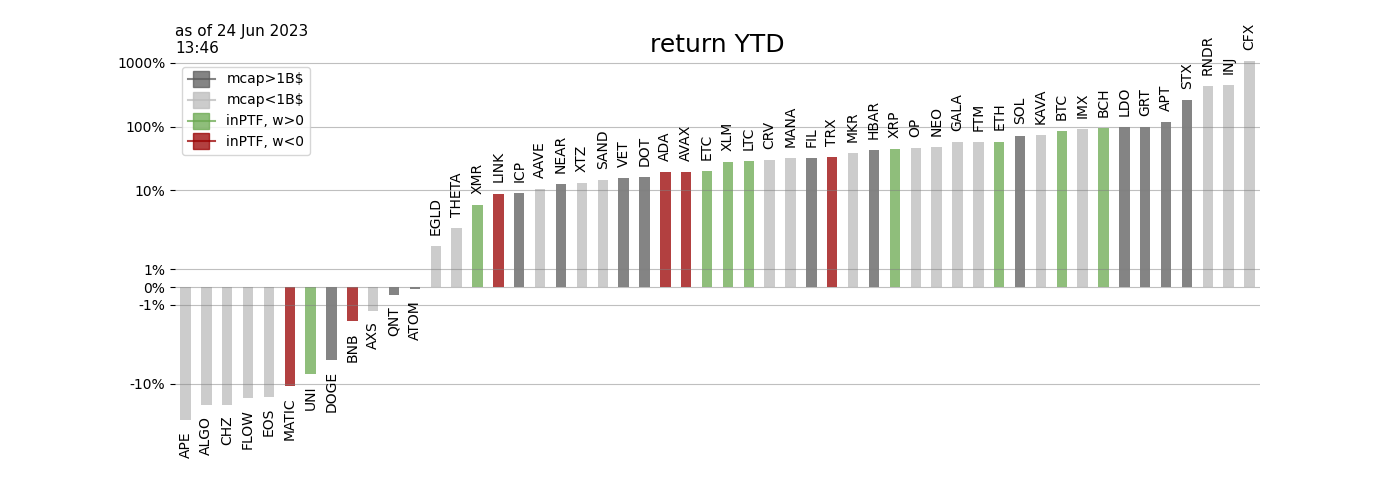 as of 24 Jun 2023
13:46
return YTD
1000%
100%
10%
1%
0%
-1%
-10%
mcap>1B$
mcap<1B$
inPTF, w>0
inPTF, w<0
APE
ALGO
CHZ
FLOW
EOS
MATIC
UNI
DOGE
BNB
AXS
QNT
ATOM
EGLD
THETA
XMR
LINK
ICP
AAVE
NEAR
XTZ
SAND
VET
DOT
ADA
AVAX
ETC
XLM
LTC
CRV
MANA
FIL
TRX
MKR
HBAR
XRP
OP
NEO
GALA
FTM
ETH
SOL
KAVA
BTC
IMX
BCH
LDO
GRT
APT
STX
RNDR
INJ
CFX